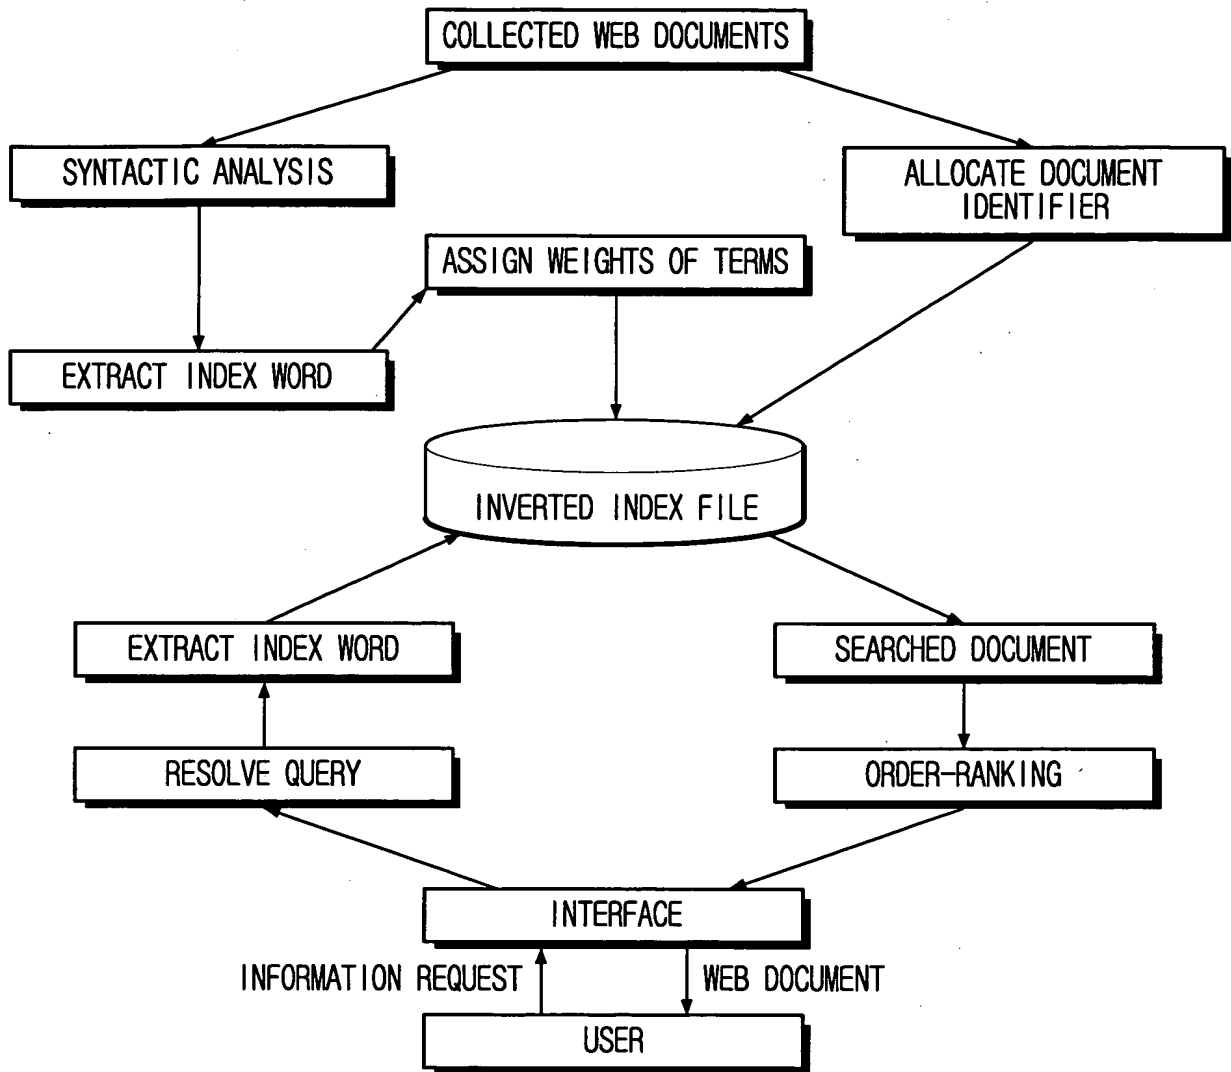 COLLECTED WEB DOCUMENTS
SYNTACTIC ANALYSIS
ALLOCATE DOCUMENT
IDENTIFIER
ASSIGN WEIGHTS OF TERMS
EXTRACT INDEX WORD
INVERTED INDEX FILE
EXTRACT INDEX WORD
SEARCHED DOCUMENT
RESOLVE QUERY
ORDER-RANKING
INTERFACE
INFORMATION REQUEST
WEB DOCUMENT
USER